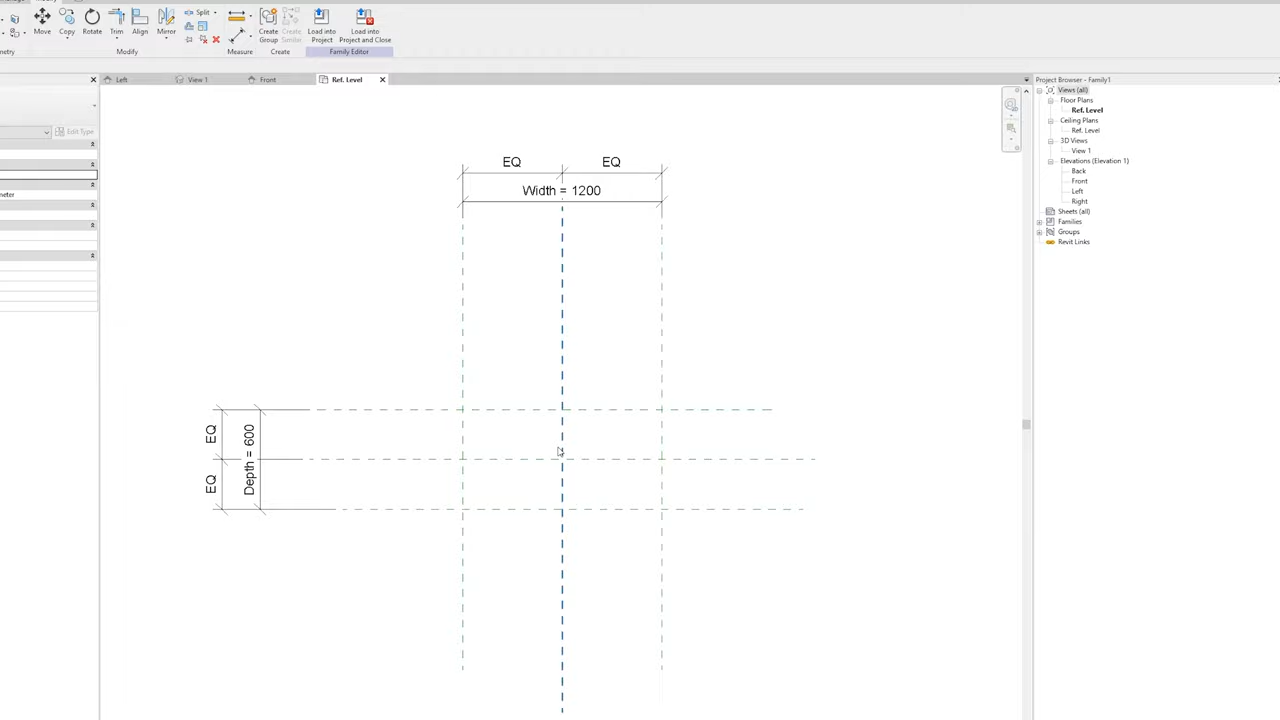 Modify
Split
Move
Copy
Rotate
Trim
Align
Mirror
Create
Group
Create
Similar
Load into
Project
Load into
Project and Close
Modify
Measure
Create
Family Editor
Left
View 1
Front
Ref. Level
Project Browser - Family1
Edit Type
Views (all)
Floor Plans
Ref. Level
Ceiling Plans
Ref. Level
3D Views
View 1
Elevations (Elevation 1)
Back
Front
Left
Right
Sheets (all)
Families
Groups
Revit Links
EQ
EQ
Width = 1200
EQ
EQ
Depth = 600